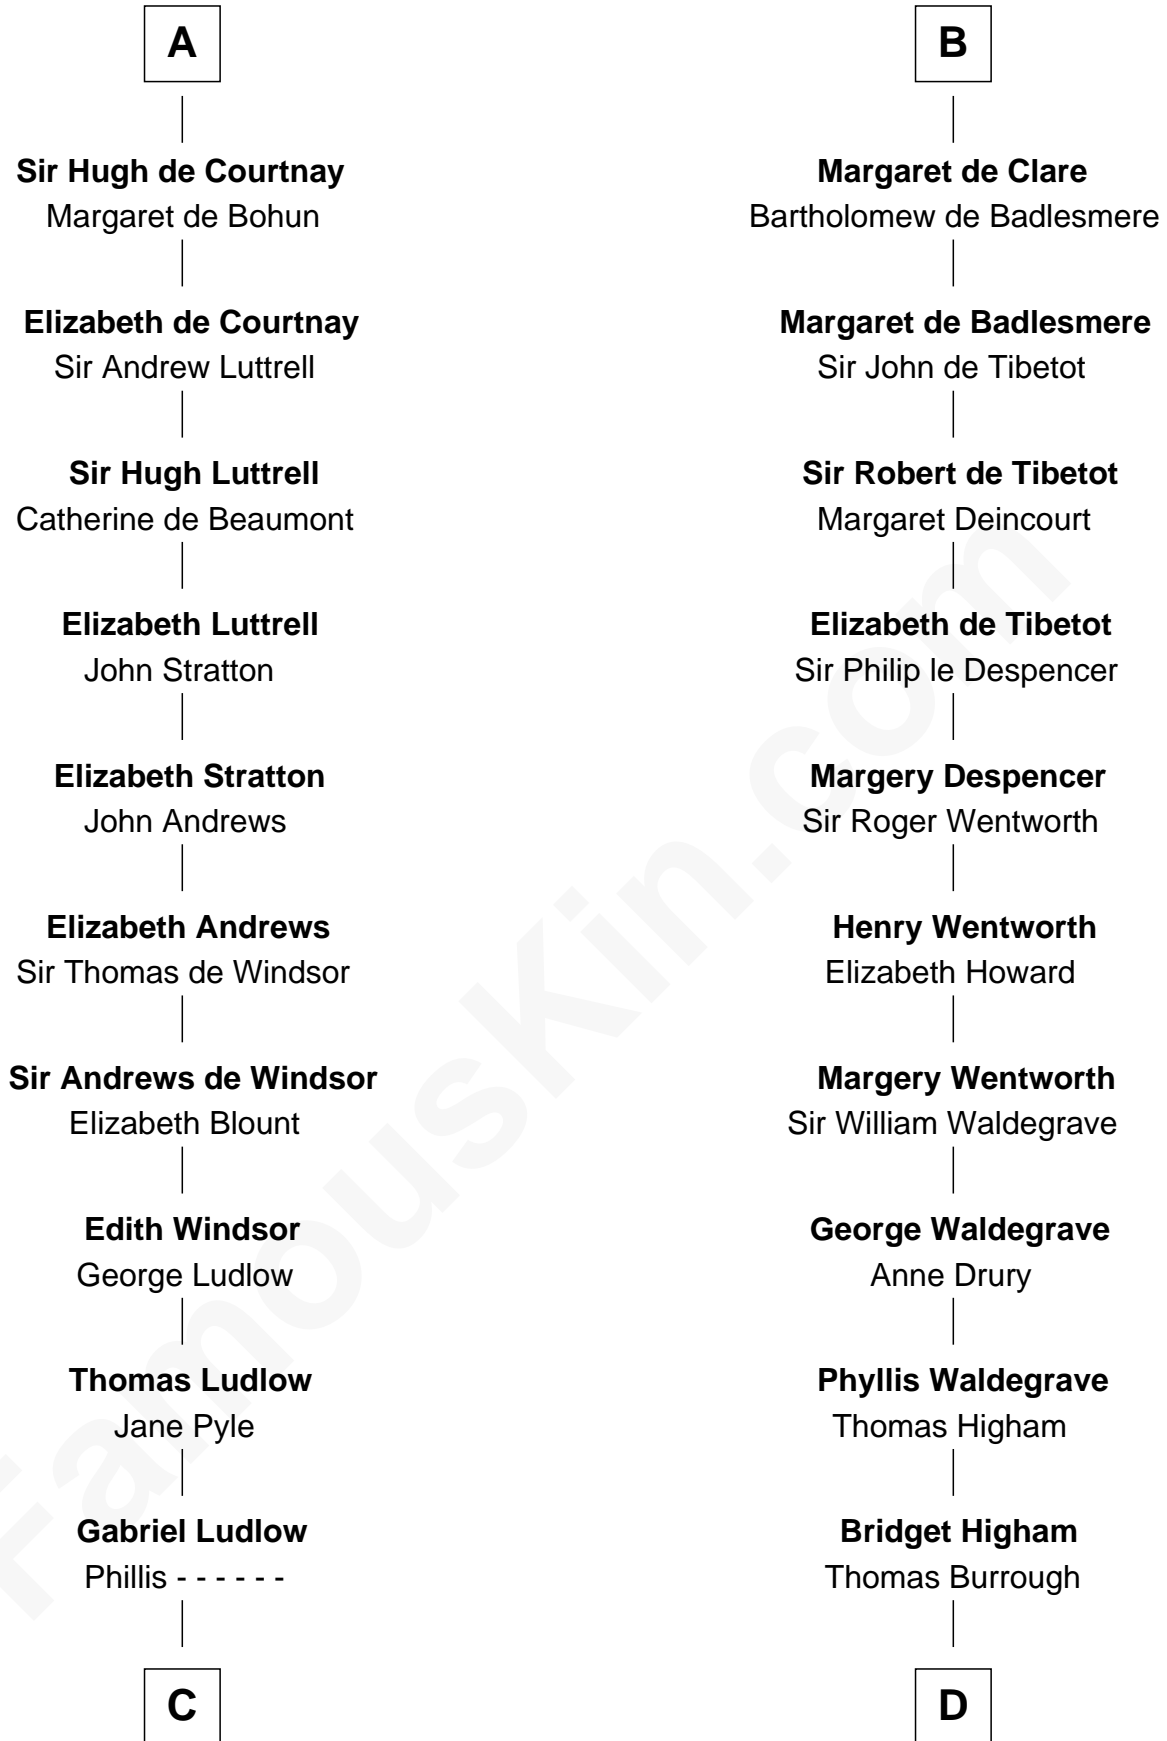 A
Sir Hugh de Courtnay
Margaret de Bohun
Elizabeth de Courtnay
Sir Andrew Luttrell
Sir Hugh Luttrell
Catherine de Beaumont
Elizabeth Luttrell
John Stratton
Elizabeth Stratton
John Andrews
Elizabeth Andrews
Sir Thomas de Windsor
Sir Andrews de Windsor
Elizabeth Blount
Edith Windsor
George Ludlow
Thomas Ludlow
Jane Pyle
Gabriel Ludlow
Phillis - - - - - -
C
B
Margaret de Clare
Bartholomew de Badlesmere
Margaret de Badlesmere
Sir John de Tibetot
Sir Robert de Tibetot
Margaret Deincourt
Elizabeth de Tibetot
Sir Philip le Despencer
Margery Despencer
Sir Roger Wentworth
Henry Wentworth
Elizabeth Howard
Margery Wentworth
Sir William Waldegrave
George Waldegrave
Anne Drury
Phyllis Waldegrave
Thomas Higham
Bridget Higham
Thomas Burrough
D
FamousKin.com